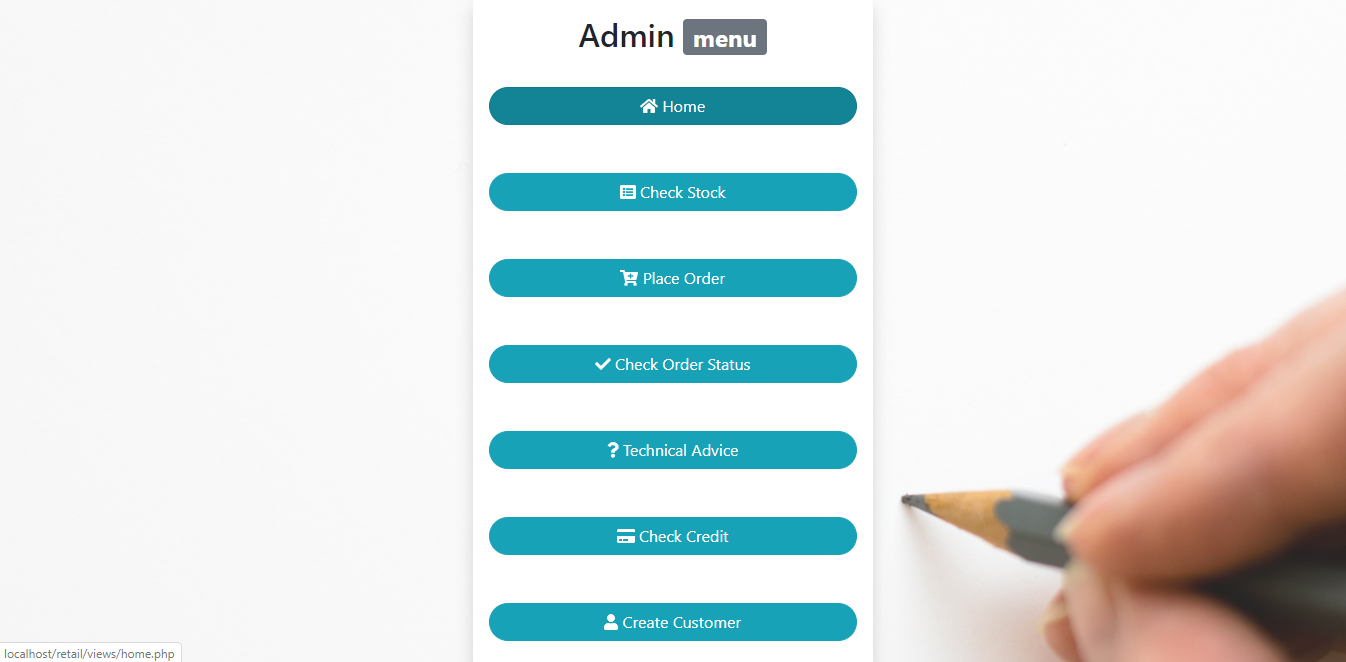 Admin menu
Home
Check Stock
Place Order
Check Order Status
Technical Advice
Check Credit
Create Customer
localhost/retail/views/home.php